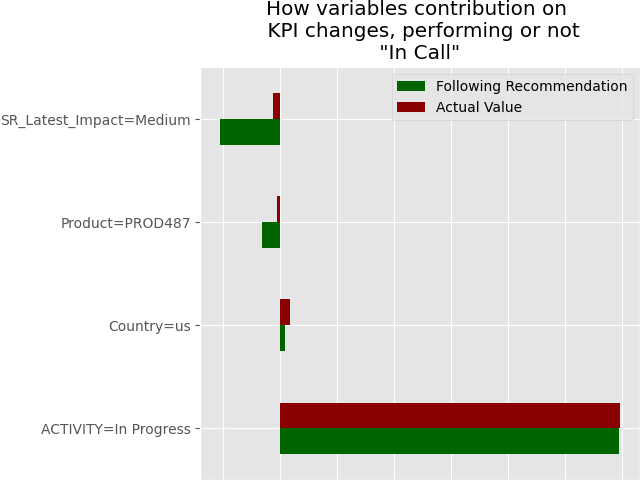 How variables contribution on
KPI changes, performing or not
"In Call"
Following Recommendation
Actual Value
SR_Latest_Impact=Medium
Product=PROD487
Country=us
ACTIVITY=In Progress